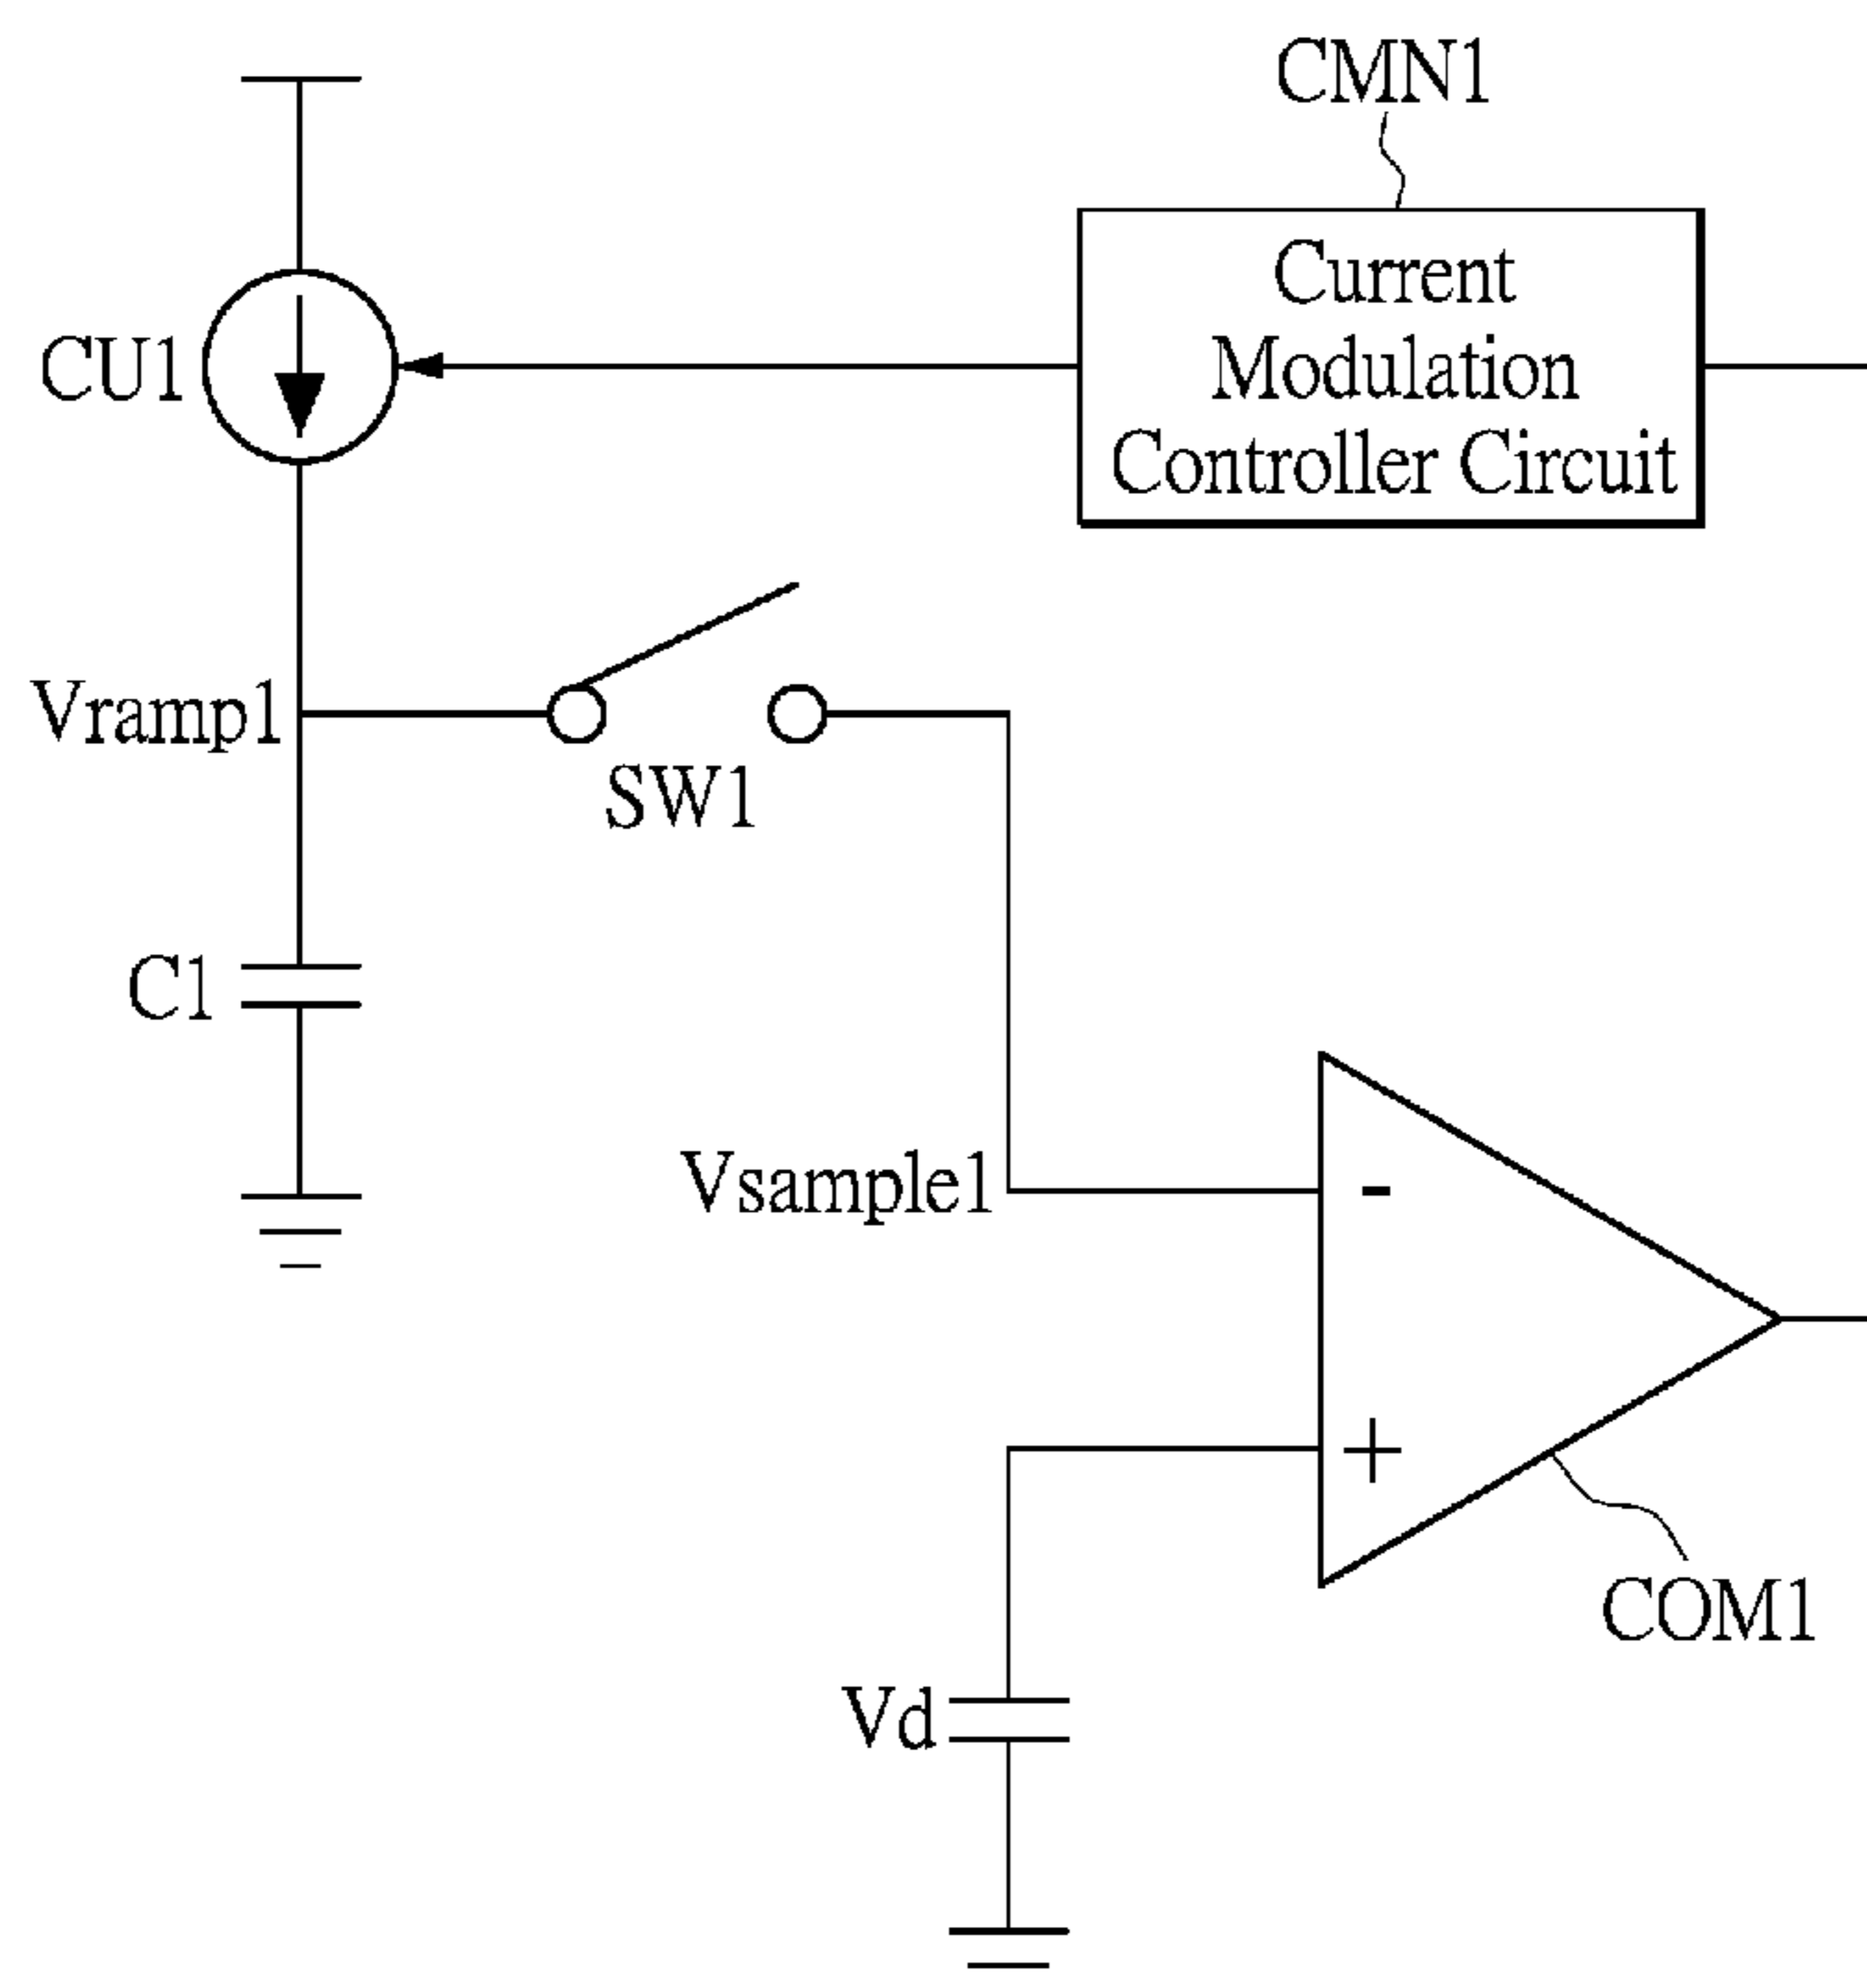 CMN1
Current
Modulation
Controller Circuit
CU1
Vramp1
SW1
C1
Vsample1
-
+
COM1
Vd